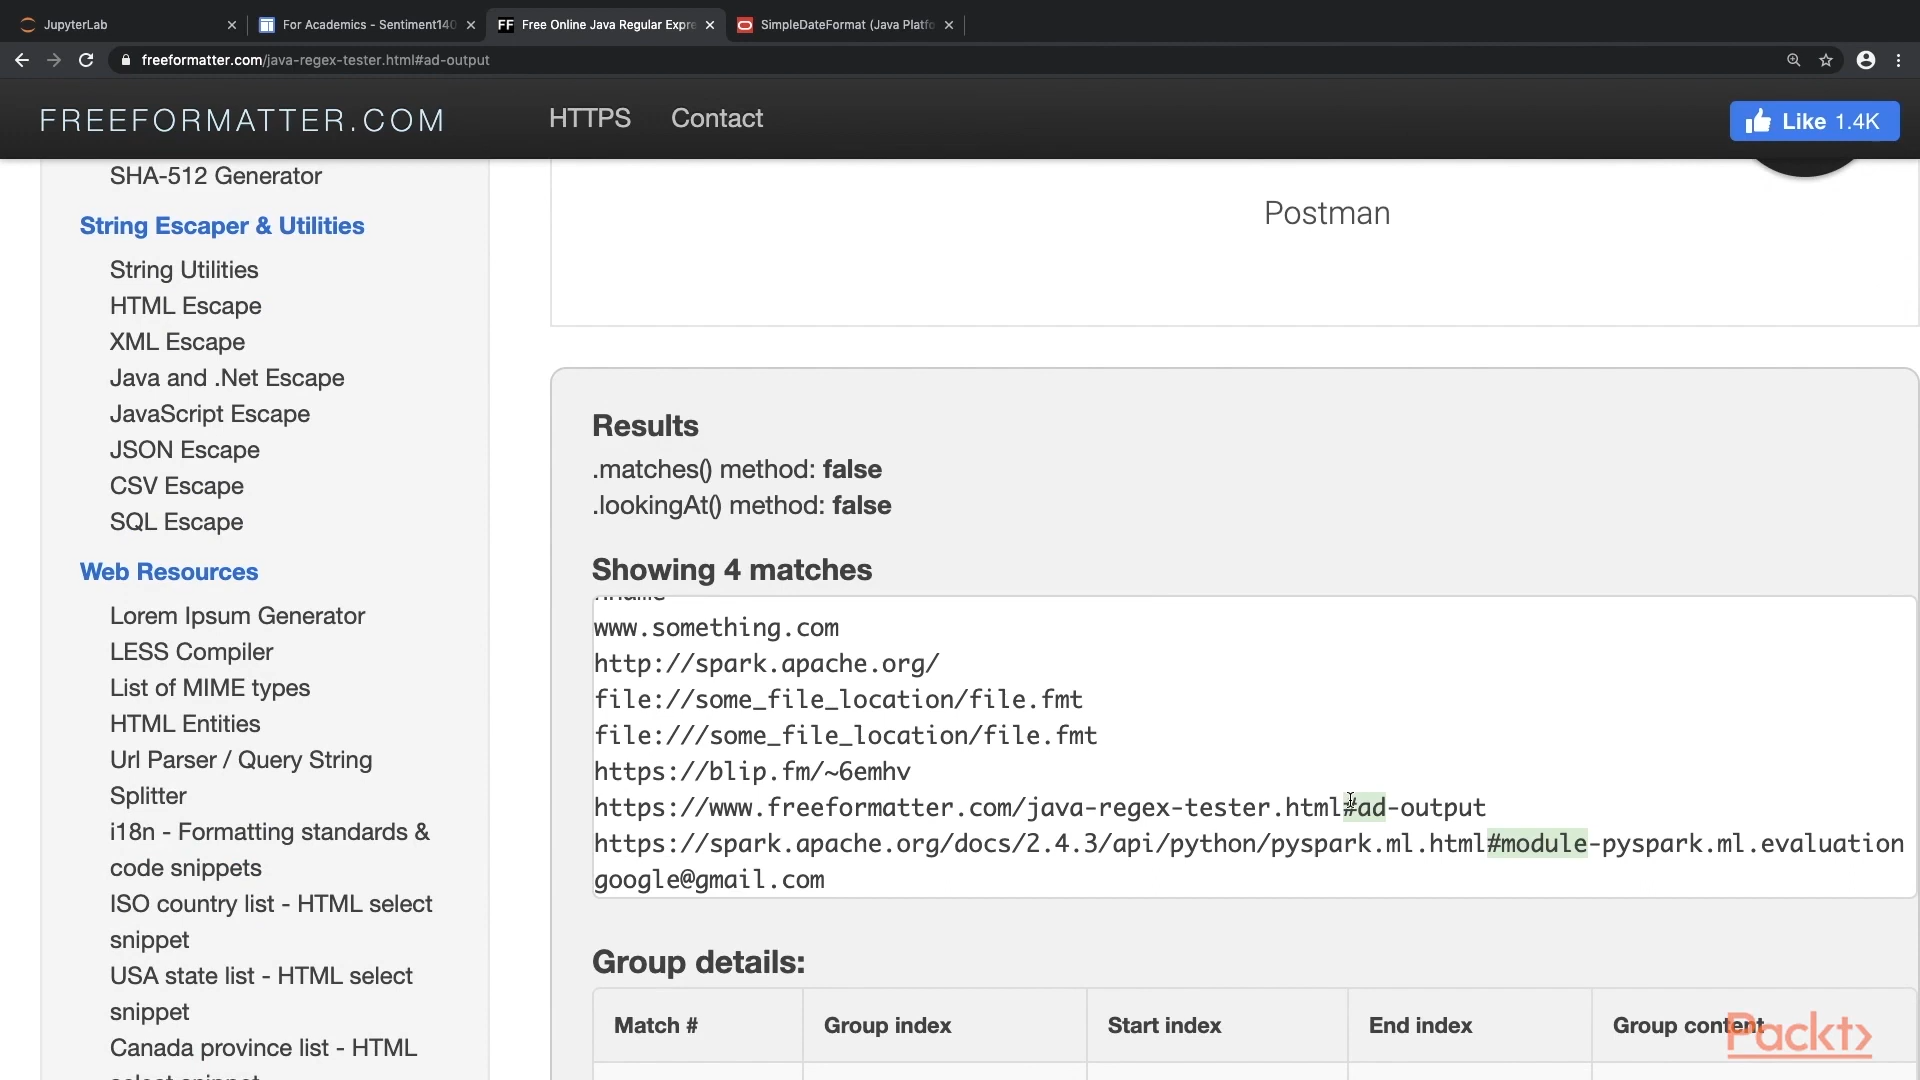 JupyterLab
For Academics - Sentiment140
FF Free Online Java Regular Expre
SimpleDateFormat (Java Platfo
freeformatter.com/java-regex-tester.html#ad-output
FREEFORMATTER.COM
HTTPS
Contact
Like 1.4K
SHA-512 Generator
String Escaper & Utilities
String Utilities
HTML Escape
XML Escape
Java and .Net Escape
JavaScript Escape
JSON Escape
CSV Escape
SQL Escape
Web Resources
Lorem Ipsum Generator
LESS Compiler
List of MIME types
HTML Entities
Url Parser / Query String
Splitter
i18n - Formatting standards &
code snippets
ISO country list - HTML select
snippet
USA state list - HTML select
snippet
Canada province list - HTML
select snippet
Postman
Results
.matches() method: false
.lookingAt() method: false
Showing 4 matches
www.something.com
http://spark.apache.org/
file://some_file_location/file.fmt
file:///some_file_location/file.fmt
https://blip.fm/~6emhv
https://www.freeformatter.com/java-regex-tester.html#ad-output
https://spark.apache.org/docs/2.4.3/api/python/pyspark.ml.html#module-pyspark.ml.evaluation
google@gmail.com
Group details:
Match #
Group index
Start index
End index
Group content
Packt>